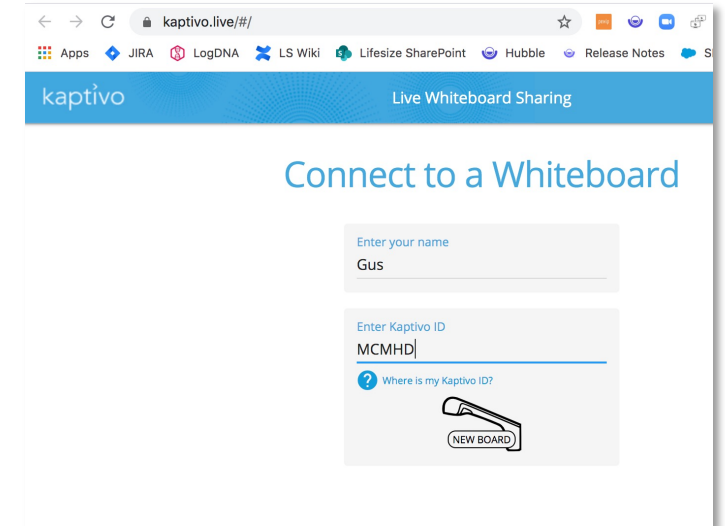 kaptivo.live/#/
Apps JIRA LogDNA LS Wiki Lifesize SharePoint Hubble Release Notes
kaptivo Live Whiteboard Sharing
Connect to a Whiteboard
Enter your name
Gus
Enter Kaptivo ID
MCMHD
? Where is my Kaptivo ID?
NEW BOARD